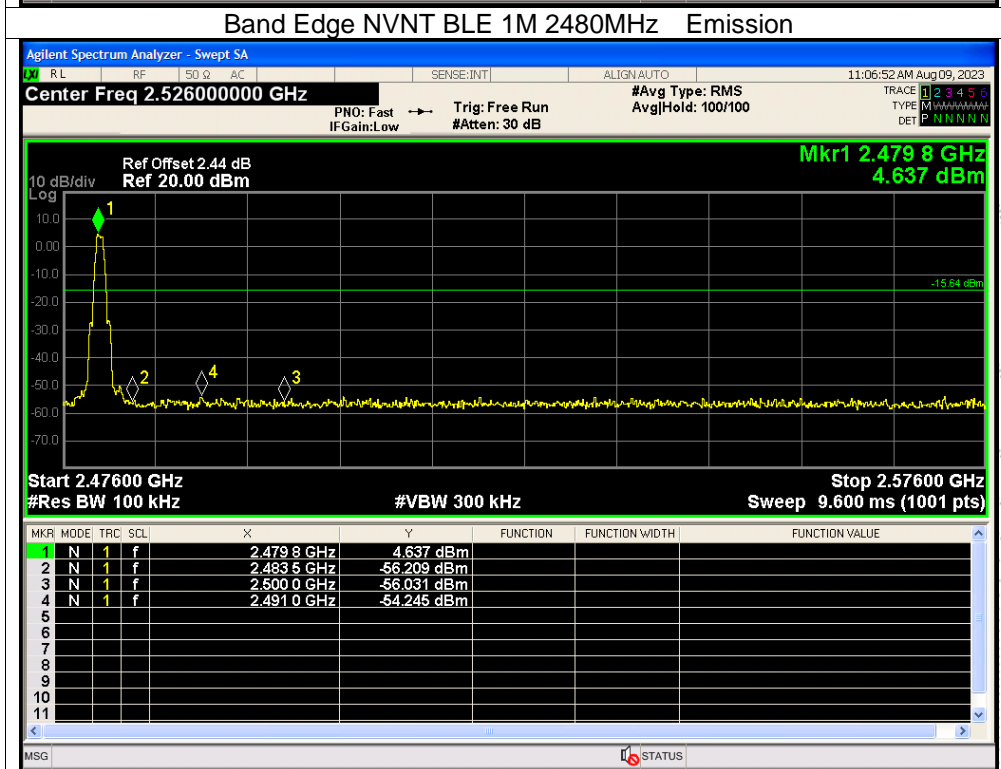 Band Edge NVNT BLE 1M 2480MHz Emission
Agilent Spectrum Analyzer - Swept SA
LXI RL RF 50 Ω AC SENSE:INT ALIGN AUTO 11:06:52 AM Aug 09, 2023
Center Freq 2.526000000 GHz #Avg Type: RMS TRACE 1 2 3 4 5 6
PNO: Fast Trig: Free Run Avg|Hold: 100/100 TYPE M WWWWW
IFGain:Low #Atten: 30 dB DET P N N N N N
Mkr1 2.479 8 GHz
Ref Offset 2.44 dB
10 dB/div Ref 20.00 dBm 4.637 dBm
Log
1
10.0
0.00
-10.0
-15.64 dBm
-20.0
-30.0
-40.0
2 4 3
-50.0
-60.0
-70.0
Start 2.47600 GHz Stop 2.57600 GHz
#Res BW 100 kHz #VBW 300 kHz Sweep 9.600 ms (1001 pts)
MKR MODE TRC SCL X Y FUNCTION FUNCTION WIDTH FUNCTION VALUE
1 N 1 f 2.479 8 GHz 4.637 dBm
2 N 1 f 2.483 5 GHz -56.209 dBm
3 N 1 f 2.500 0 GHz -56.031 dBm
4 N 1 f 2.491 0 GHz -54.245 dBm
5
6
7
8
9
10
11
MSG STATUS